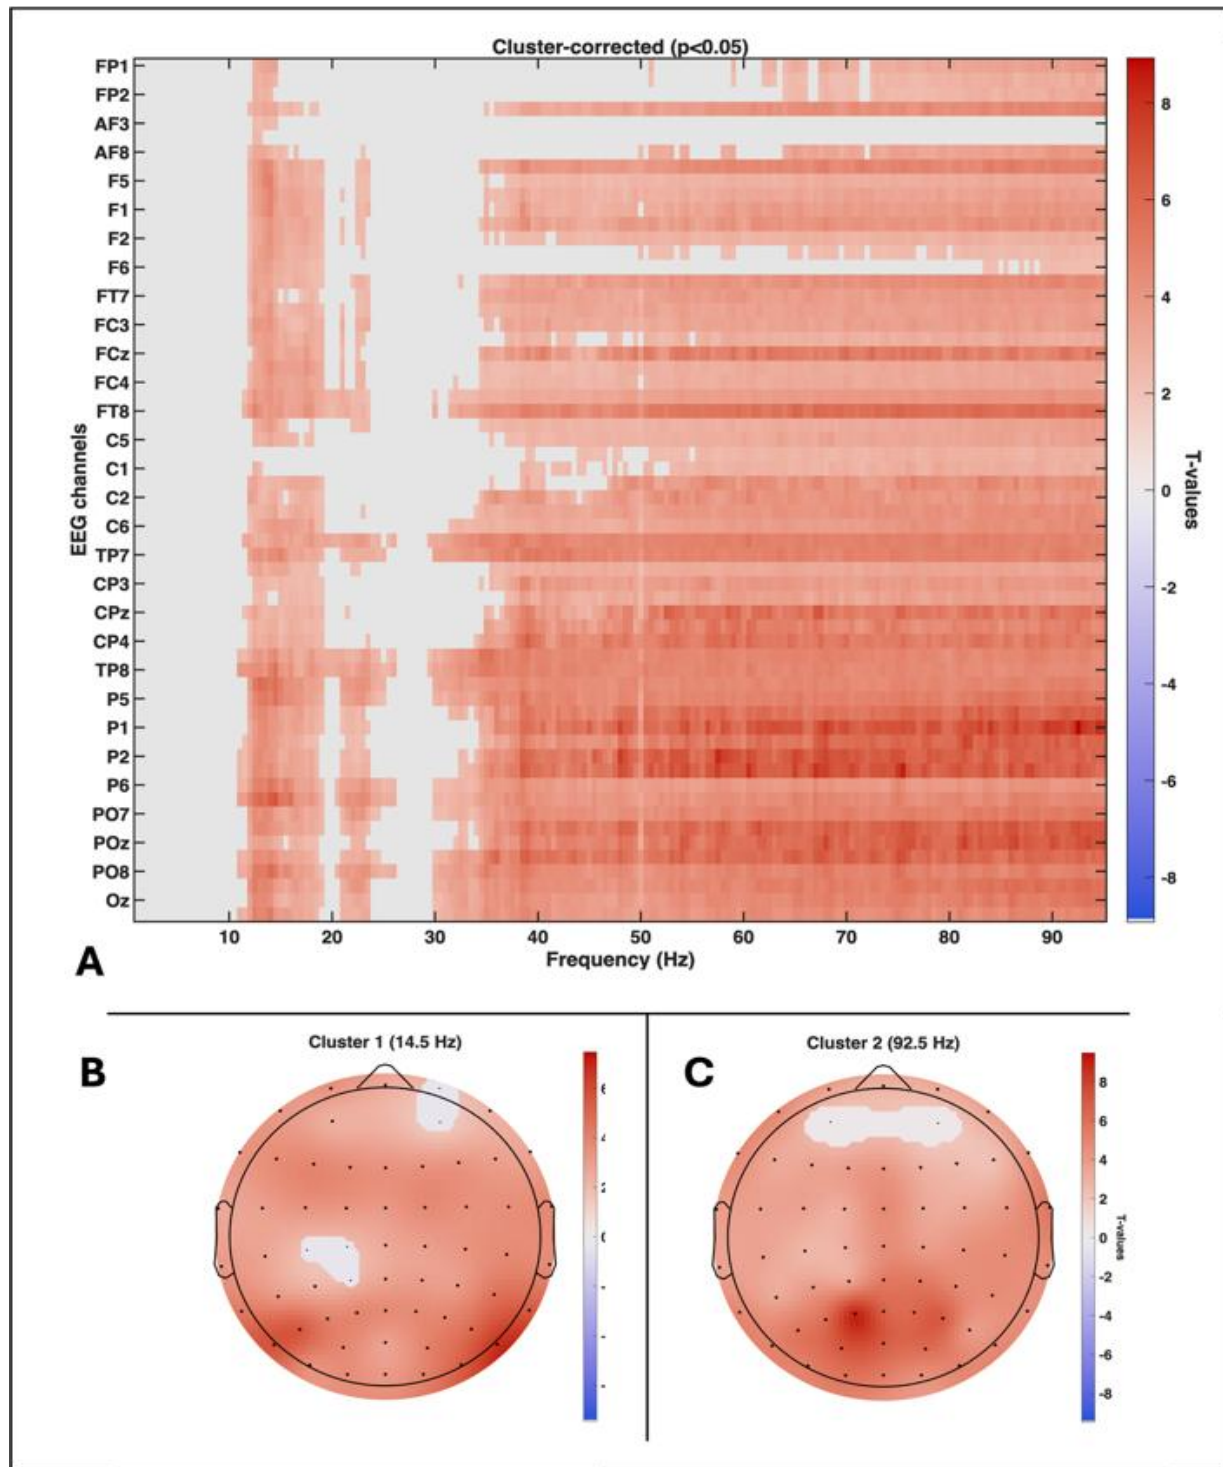 Cluster-corrected (p<0.05)
FP1
FP2
AF3
AF8
F5
F1
F2
F6
FT7
FC3
FCz
FC4
FT8
C5
C1
C2
C6
TP7
CP3
CPz
CP4
TP8
P5
P1
P2
P6
PO7
POz
PO8
Oz
EEG channels
10 20 30 40 50 60 70 80 90
Frequency (Hz)
8
6
4
2
0
-2
-4
-6
-8
T-values
A
Cluster 1 (14.5 Hz)
B
2
Cluster 2 (92.5 Hz)
C
8
6
4
2
0
-2
-4
-6
-8
T-values